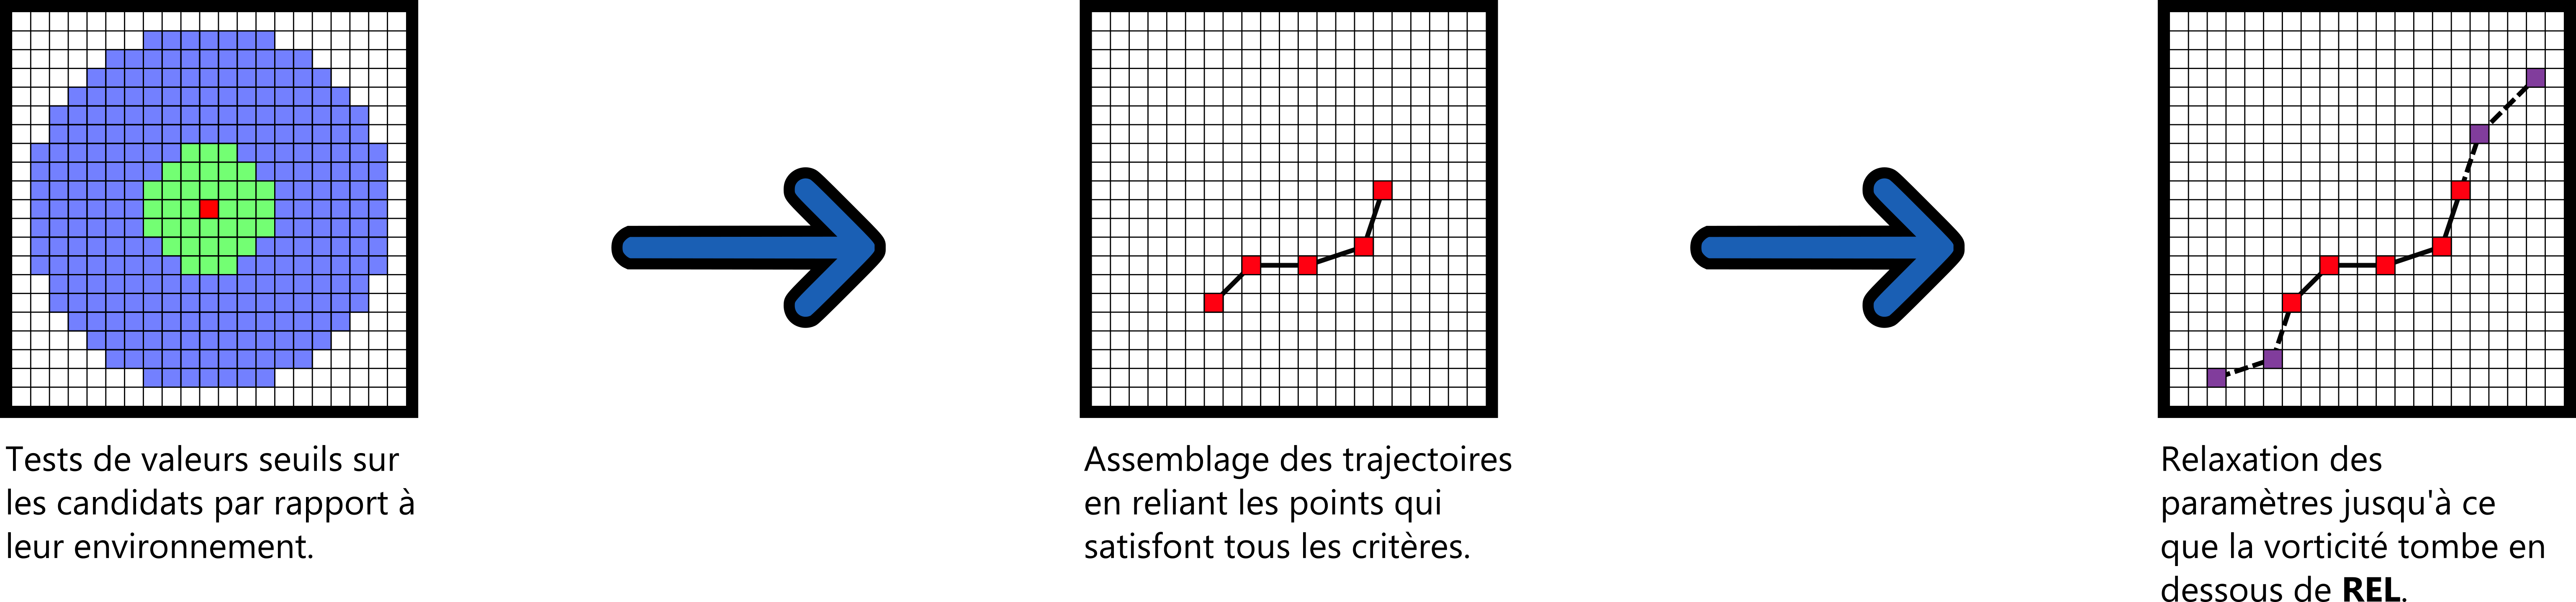 Tests de valeurs seuils sur
les candidats par rapport à
leur environnement.
Assemblage des trajectoires
en reliant les points qui
satisfont tous les critères.
Relaxation des
paramètres jusqu'à ce
que la vorticité tombe en
dessous de REL.